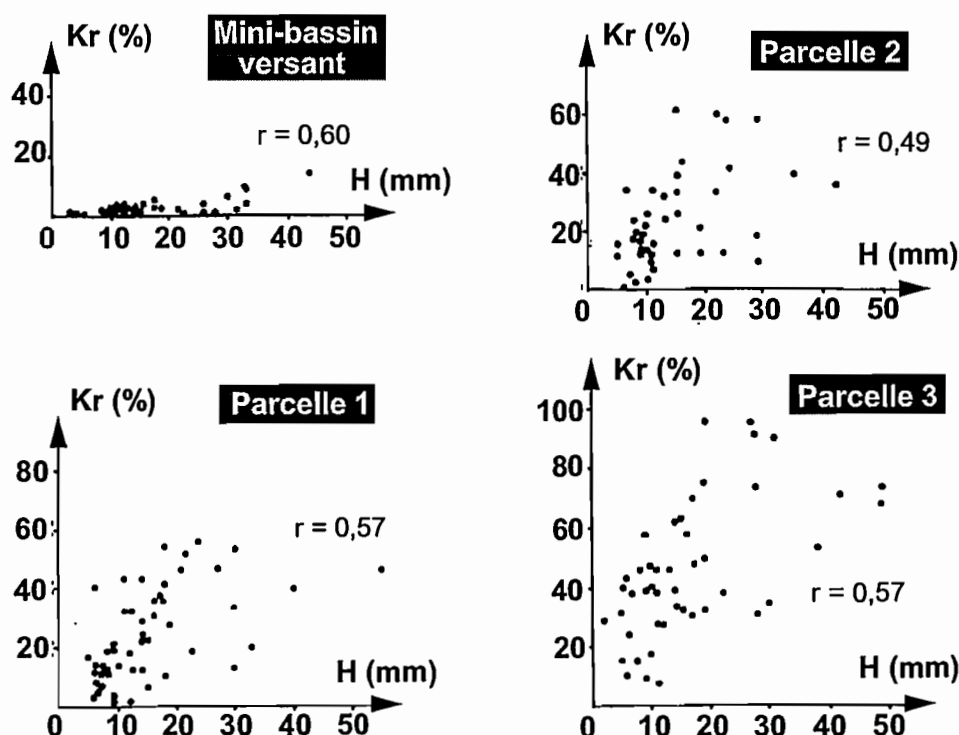 Kr (%)
Mini-bassin
versant
40
20
r = 0,60
H (mm)
0 10 20 30 40 50
Kr (%)
Parcelle 2
60
40
20
r = 0,49
H (mm)
0 10 20 30 40 50
Kr (%)
Parcelle 1
80
60
40
20
r = 0,57
H (mm)
0 10 20 30 40 50
Kr (%)
Parcelle 3
100
80
60
40
20
r = 0,57
H (mm)
0 10 20 30 40 50